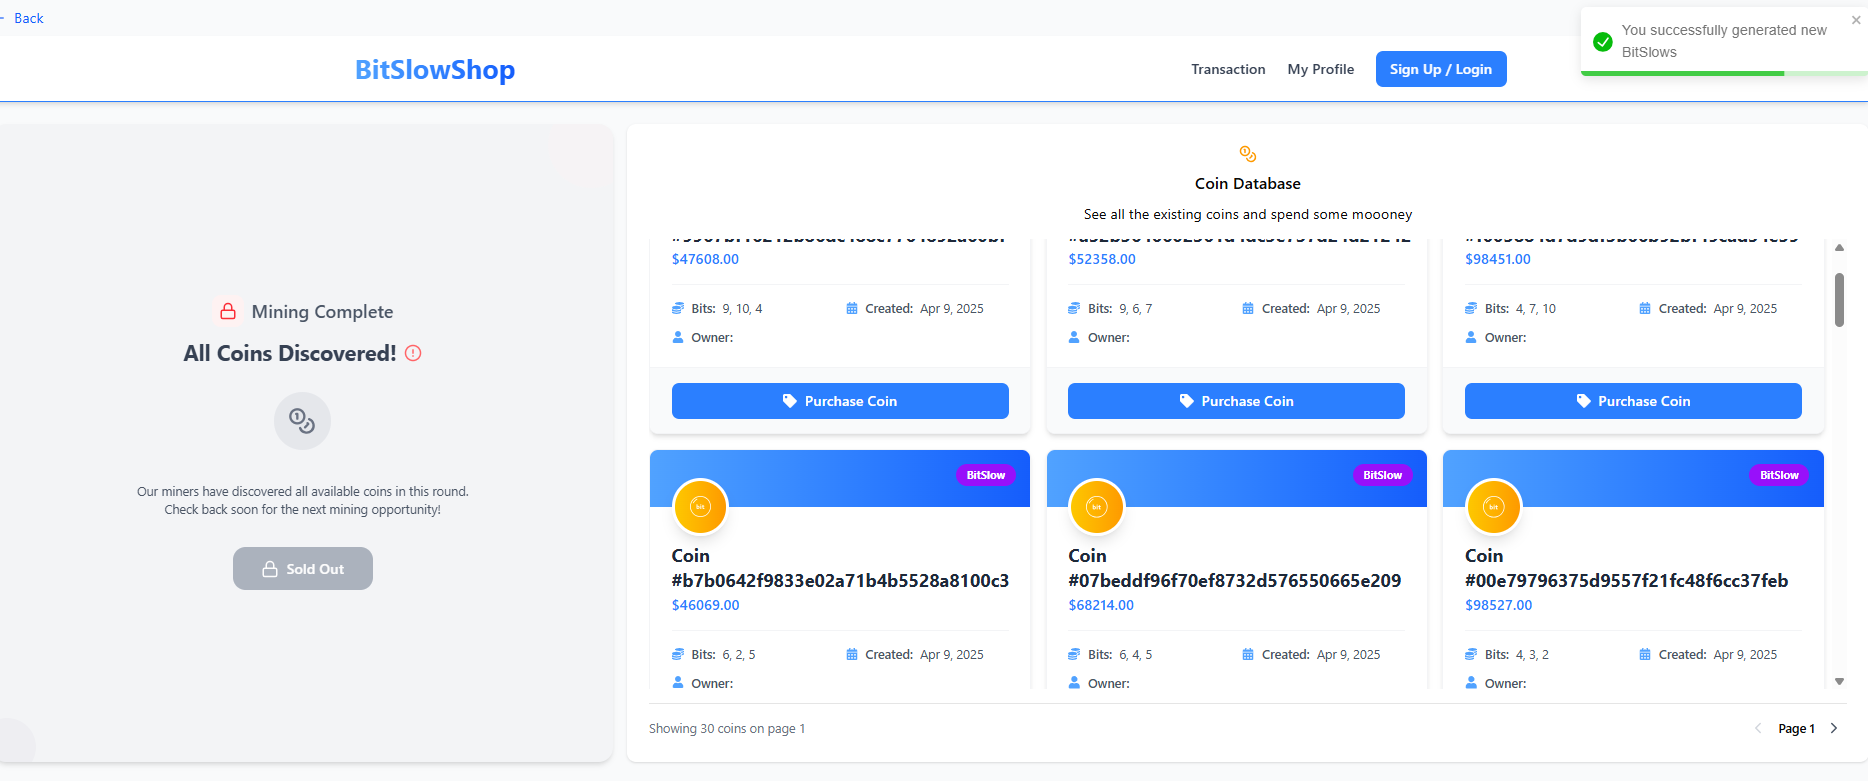 Back
BitSlowShop
Transaction
My Profile
Sign Up / Login
You successfully generated new
BitSlows
Mining Complete
All Coins Discovered!
Our miners have discovered all available coins in this round.
Check back soon for the next mining opportunity!
Sold Out
Coin Database
See all the existing coins and spend some moooney
$47608.00
Bits: 9, 10, 4
Created: Apr 9, 2025
Owner:
Purchase Coin
$52358.00
Bits: 9, 6, 7
Created: Apr 9, 2025
Owner:
Purchase Coin
$98451.00
Bits: 4, 7, 10
Created: Apr 9, 2025
Owner:
Purchase Coin
BitSlow
bit
Coin
#b7b0642f9833e02a71b4b5528a8100c3
$46069.00
Bits: 6, 2, 5
Created: Apr 9, 2025
Owner:
BitSlow
bit
Coin
#07beddf96f70ef8732d576550665e209
$68214.00
Bits: 6, 4, 5
Created: Apr 9, 2025
Owner:
BitSlow
bit
Coin
#00e79796375d9557f21fc48f6cc37feb
$98527.00
Bits: 4, 3, 2
Created: Apr 9, 2025
Owner:
Showing 30 coins on page 1
Page 1